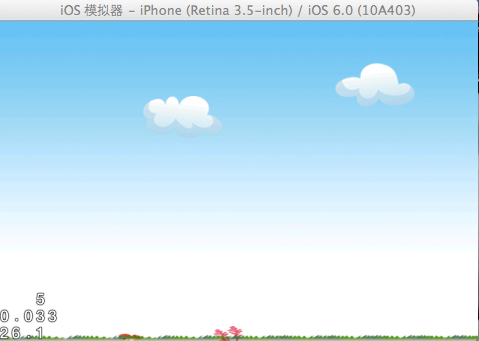 iOS 模拟器 - iPhone (Retina 3.5-inch) / iOS 6.0 (10A403)
5
0.033
26.1